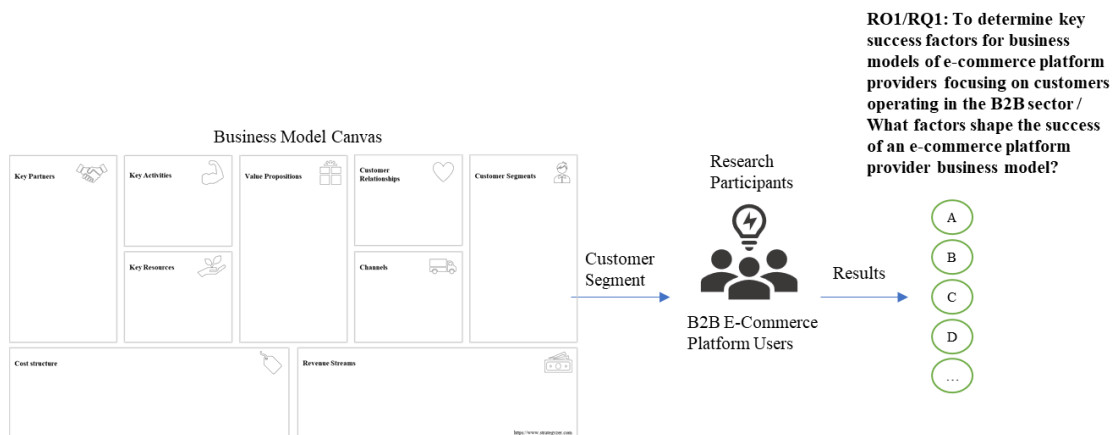 RO1/RQ1: To determine key
success factors for business
models of e-commerce platform
providers focusing on customers
operating in the B2B sector /
What factors shape the success
of an e-commerce platform
provider business model?
Business Model Canvas
Key Partners
Key Activities
Value Propositions
Customer
Relationships
Customer Segments
Key Resources
Channels
Cost structure
Revenue Streams
https://www.strategyzer.com
Customer
Segment
Research
Participants
B2B E-Commerce
Platform Users
Results
A
B
C
D
...